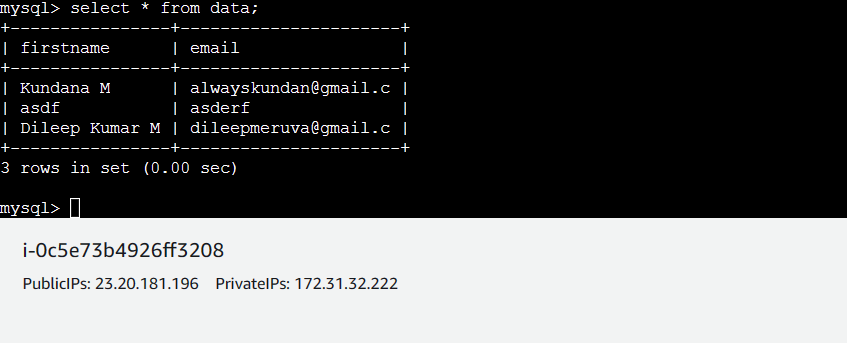 mysql> select * from data;
+----------------+----------------------+
| firstname      | email                |
+----------------+----------------------+
| Kundana M      | alwayskundan@gmail.c |
| asdf           | asderf               |
| Dileep Kumar M | dileepmeruva@gmail.c |
+----------------+----------------------+
3 rows in set (0.00 sec)
mysql>
i-0c5e73b4926ff3208
PublicIPs: 23.20.181.196 PrivateIPs: 172.31.32.222